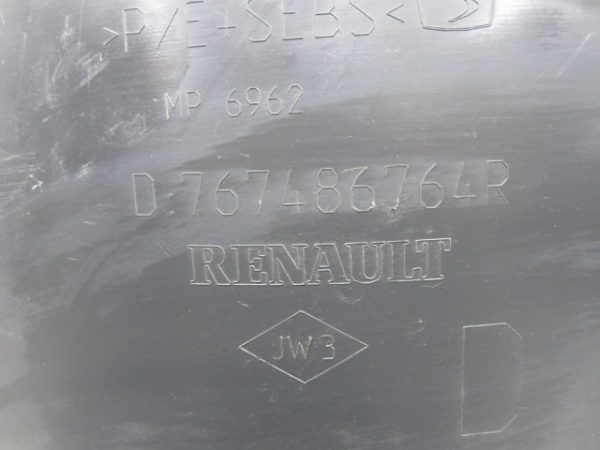 >P/E+SEBS<
MP 6962
D 767486764R
RENAULT
JW3
D